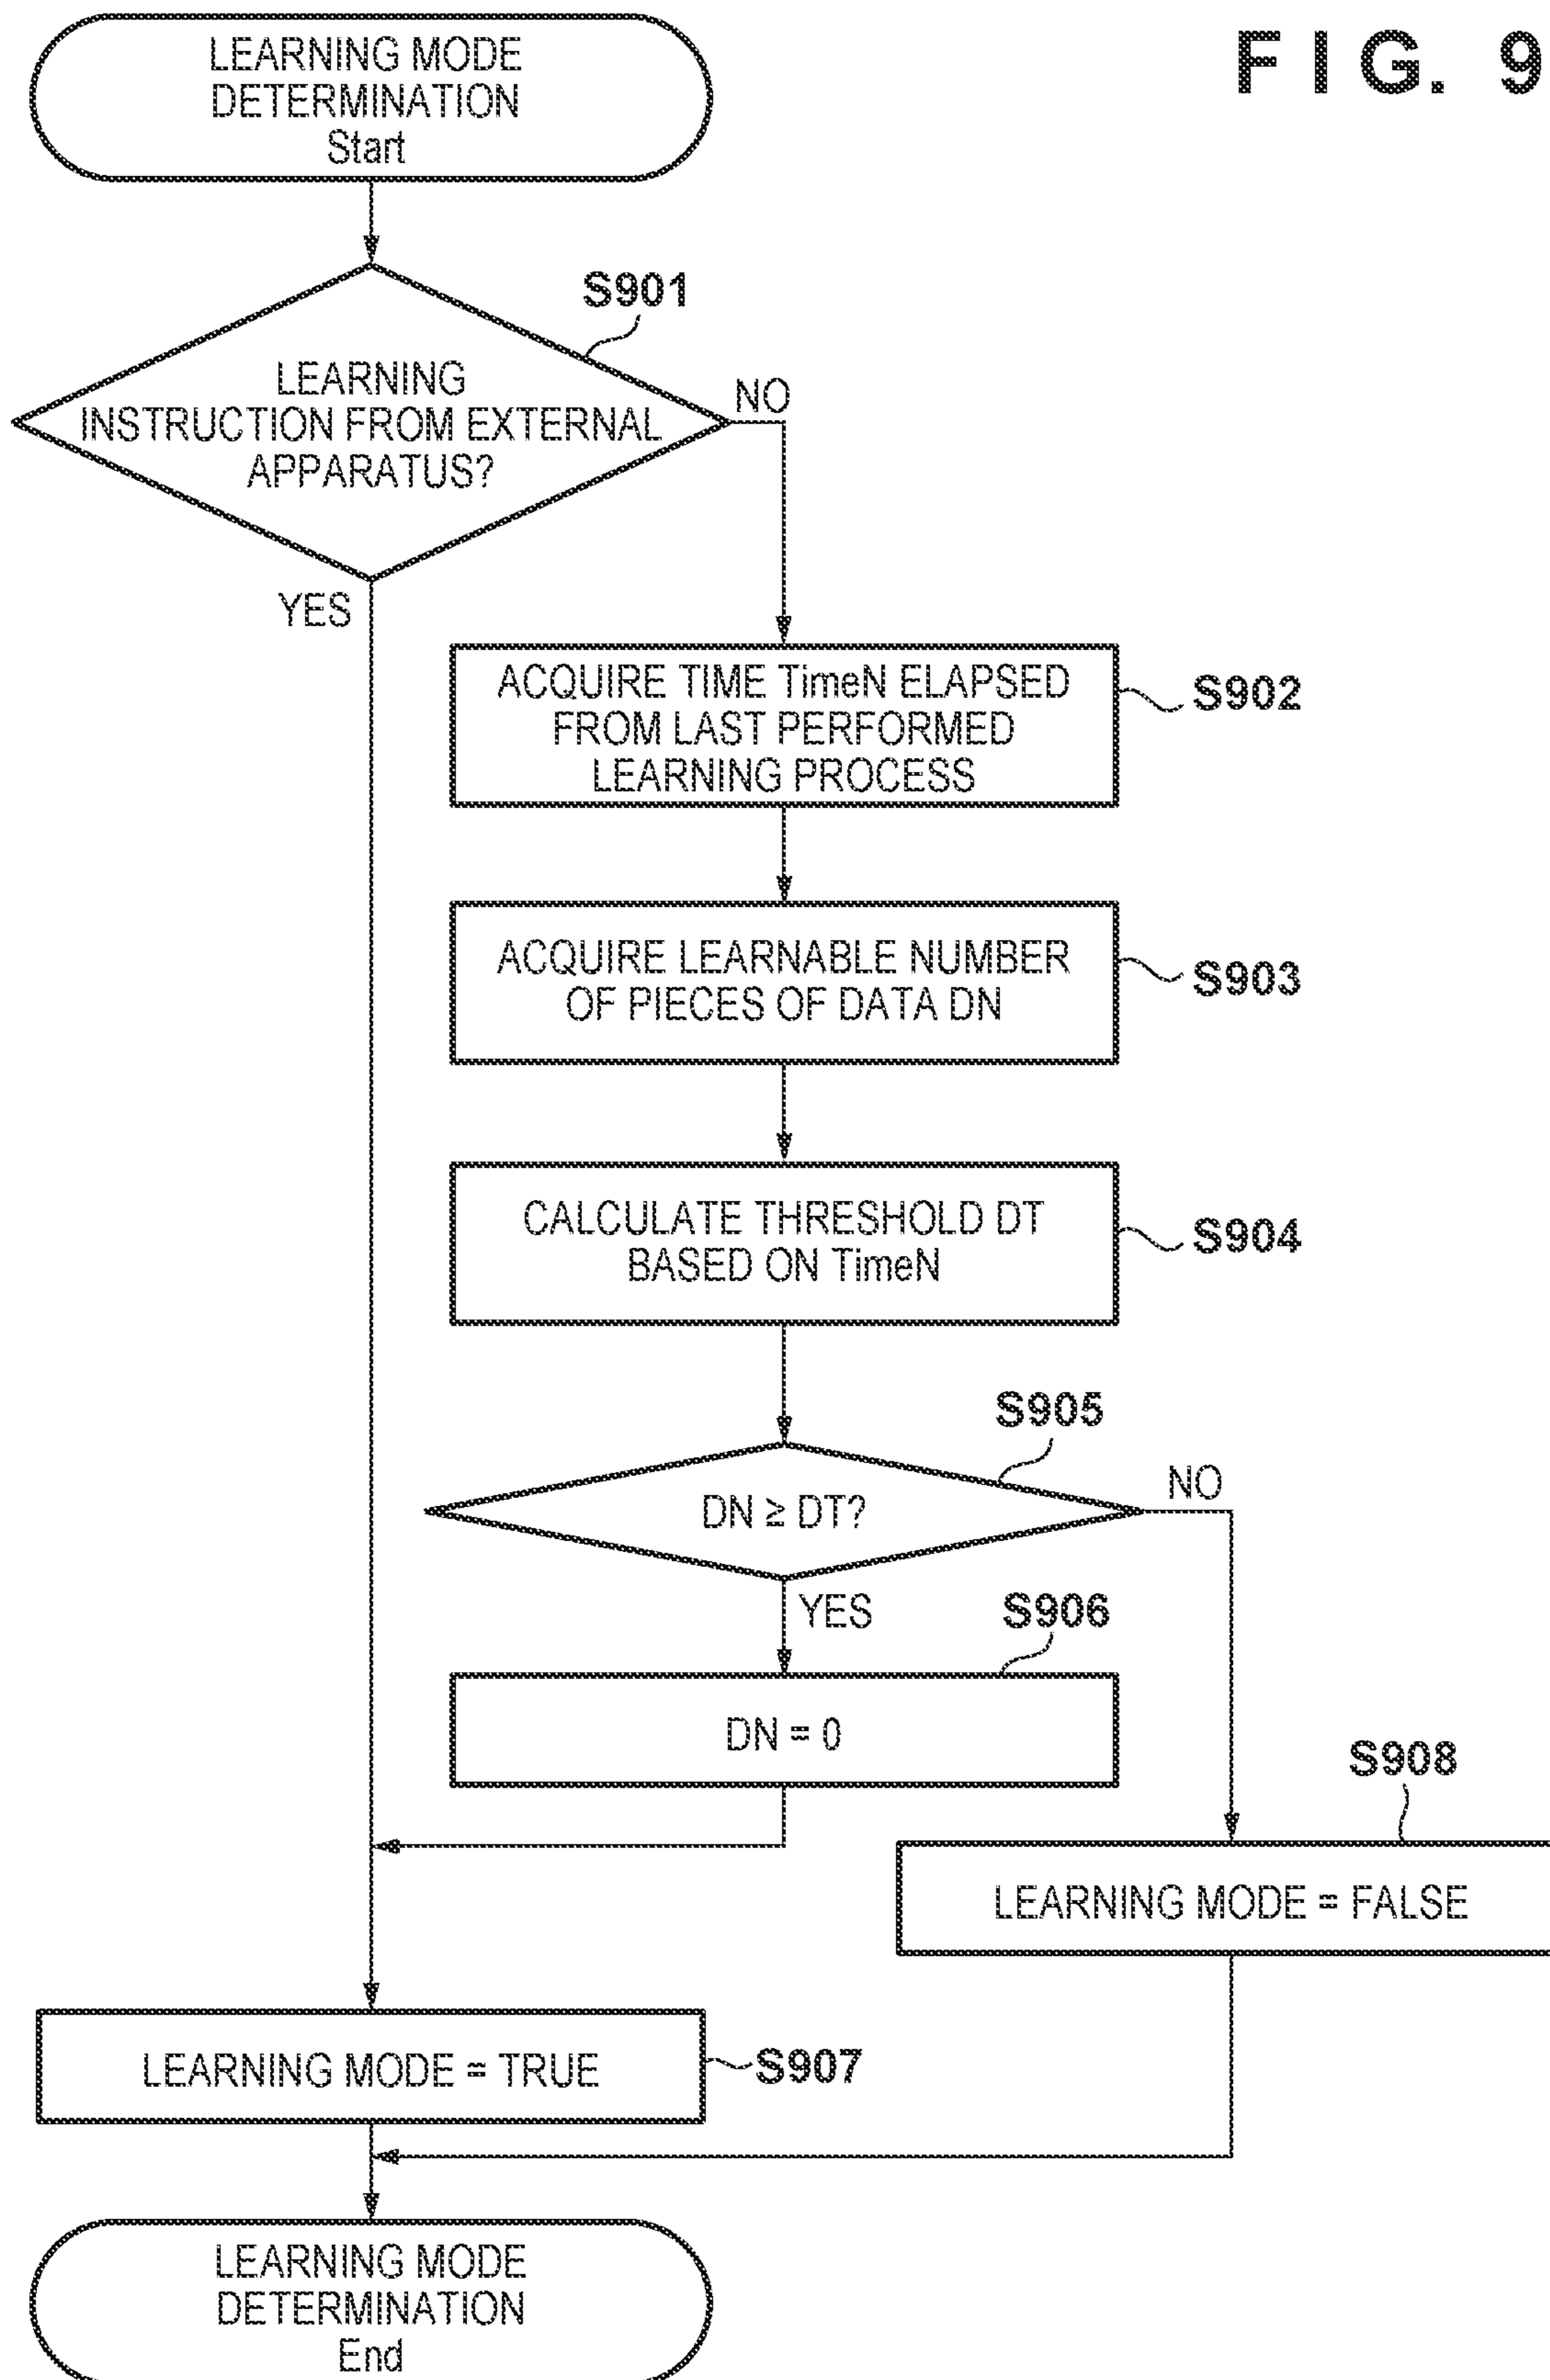 FIG. 9
LEARNING MODE
DETERMINATION
Start
S901
LEARNING
INSTRUCTION FROM EXTERNAL
APPARATUS?
NO
YES
ACQUIRE TIME TimeN ELAPSED
FROM LAST PERFORMED
LEARNING PROCESS
S902
ACQUIRE LEARNABLE NUMBER
OF PIECES OF DATA DN
S903
CALCULATE THRESHOLD DT
BASED ON TimeN
S904
S905
DN ≥ DT?
NO
YES
S906
DN = 0
S908
LEARNING MODE = FALSE
LEARNING MODE = TRUE
S907
LEARNING MODE
DETERMINATION
End